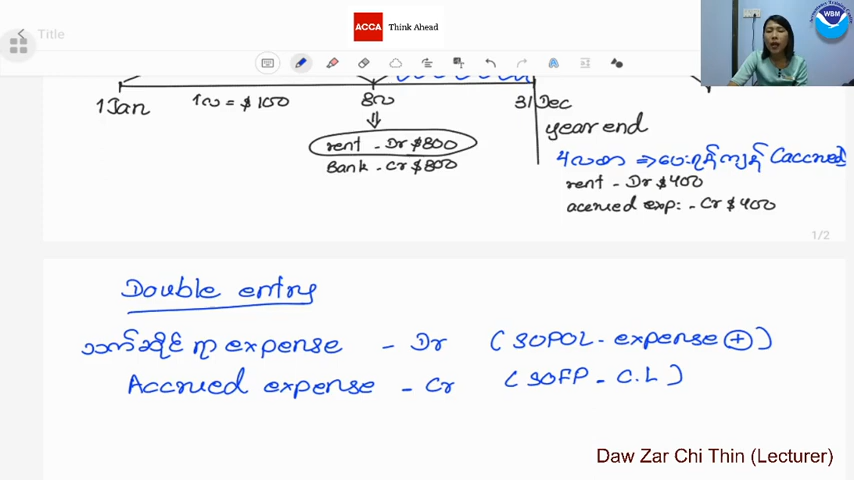 Title
ACCA Think Ahead
WBM
1 Jan
1လ = $100
8လ
31 Dec
rent - Dr $800
Bank - Cr $800
year end
4လစာ ⇒ပေးရန်ကျန် (accrued
rent - Dr $400
accrued exp: - Cr $400
1/2
Double entry
သက်ဆိုင်ရာ expense - Dr (SOPOL - expense ⊕)
Accrued expense - Cr (SOFP - C.L)
Daw Zar Chi Thin (Lecturer)